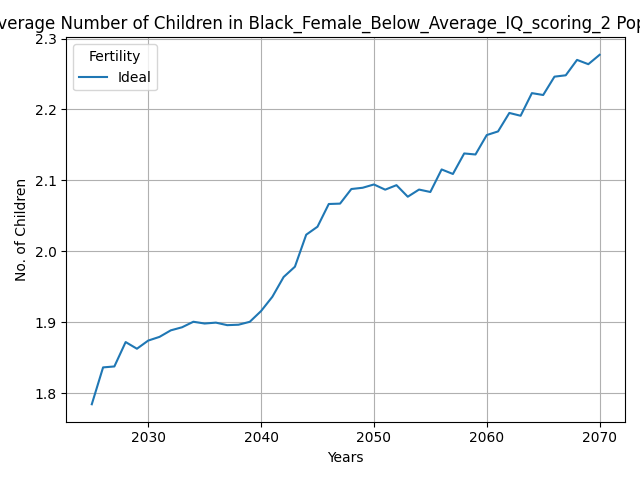 verage Number of Children in Black_Female_Below_Average_IQ_scoring_2 Pop
2.3
2.2
2.1
2.0
1.9
1.8
No. of Children
Fertility
Ideal
2030 2040 2050 2060 2070
Years